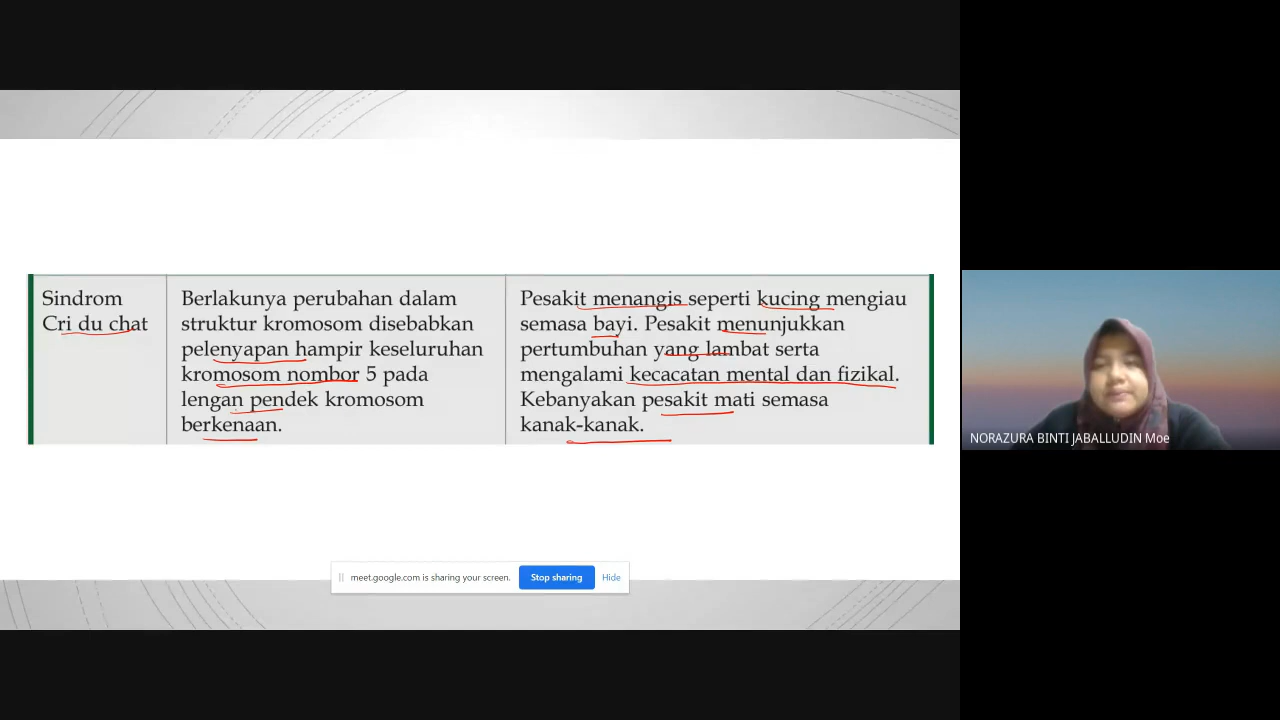 Sindrom
Cri du chat
Berlakunya perubahan dalam
struktur kromosom disebabkan
pelenyapan hampir keseluruhan
kromosom nombor 5 pada
lengan pendek kromosom
berkenaan.
Pesakit menangis seperti kucing mengiau
semasa bayi. Pesakit menunjukkan
pertumbuhan yang lambat serta
mengalami kecacatan mental dan fizikal.
Kebanyakan pesakit mati semasa
kanak-kanak.
meet.google.com is sharing your screen.
Stop sharing
Hide
NORAZURA BINTI JABALLUDIN Moe